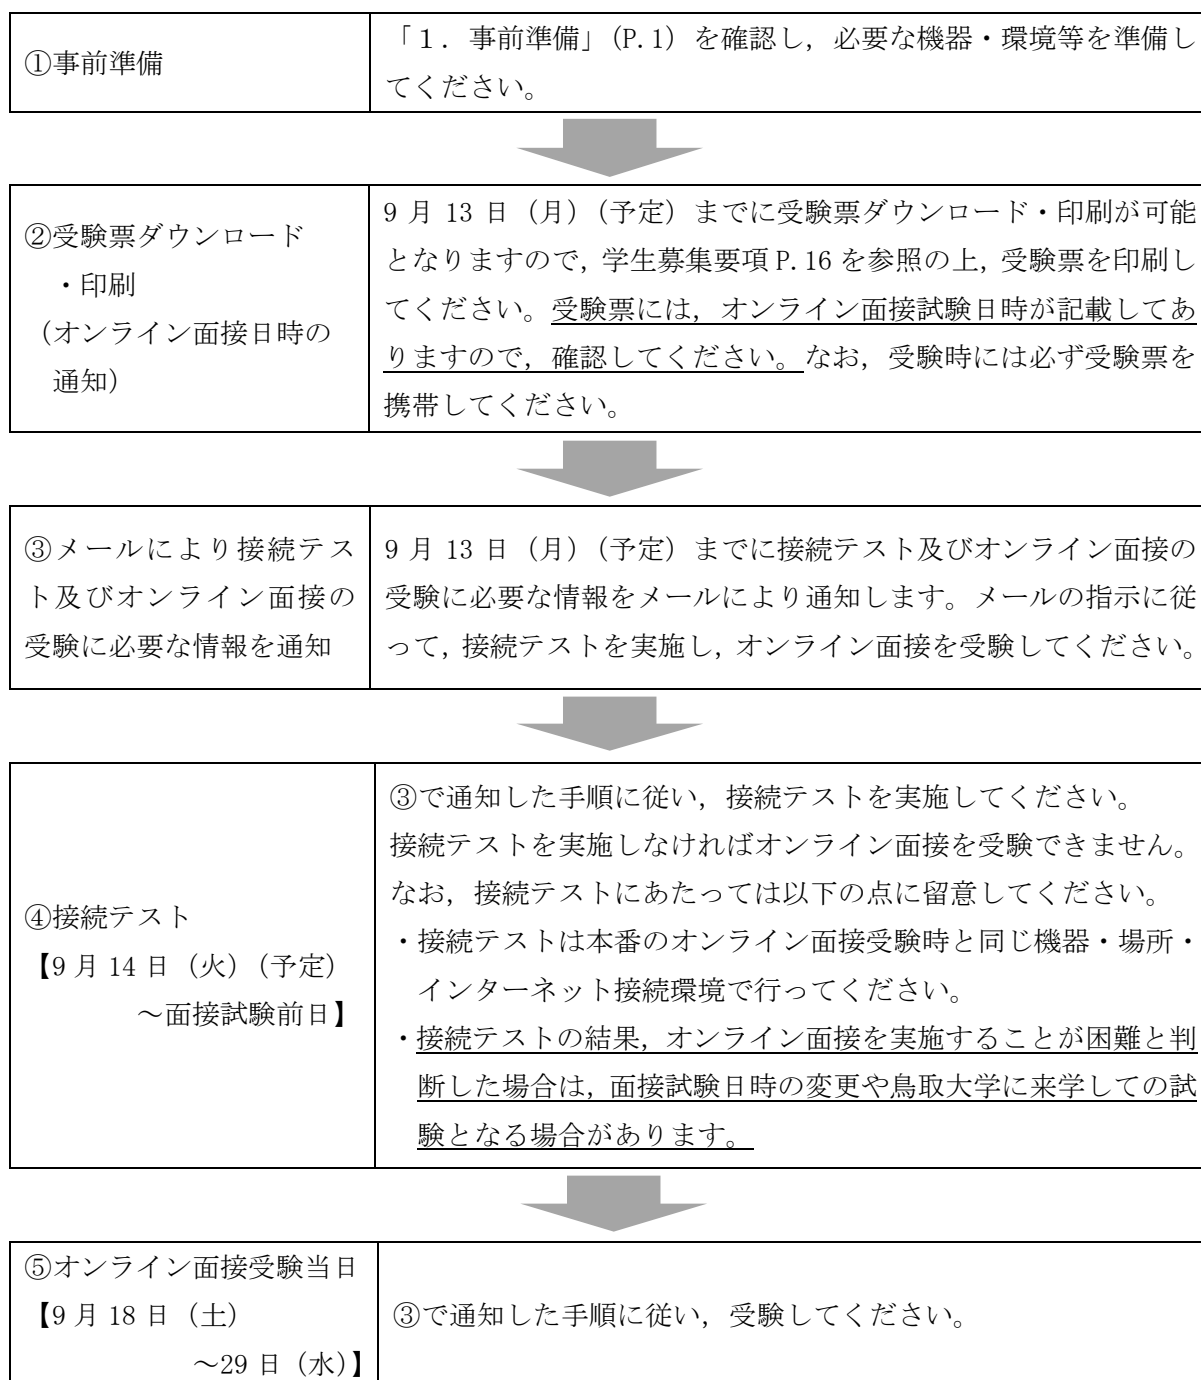 ①事前準備
「１．事前準備」(P.1) を確認し，必要な機器・環境等を準備し
てください。
②受験票ダウンロード
・印刷
（オンライン面接日時の
通知）
9 月 13 日（月）（予定）までに受験票ダウンロード・印刷が可能
となりますので，学生募集要項 P.16 を参照の上，受験票を印刷し
てください。受験票には，オンライン面接試験日時が記載してあ
りますので，確認してください。なお，受験時には必ず受験票を
携帯してください。
③メールにより接続テス
ト及びオンライン面接の
受験に必要な情報を通知
9 月 13 日（月）（予定）までに接続テスト及びオンライン面接の
受験に必要な情報をメールにより通知します。メールの指示に従
って，接続テストを実施し，オンライン面接を受験してください。
④接続テスト
【9 月 14 日（火）（予定）
～面接試験前日】
③で通知した手順に従い，接続テストを実施してください。
接続テストを実施しなければオンライン面接を受験できません。
なお，接続テストにあたっては以下の点に留意してください。
・接続テストは本番のオンライン面接受験時と同じ機器・場所・
インターネット接続環境で行ってください。
・接続テストの結果，オンライン面接を実施することが困難と判
断した場合は，面接試験日時の変更や鳥取大学に来学しての試
験となる場合があります。
⑤オンライン面接受験当日
【9 月 18 日（土）
～29 日（水）】
③で通知した手順に従い，受験してください。